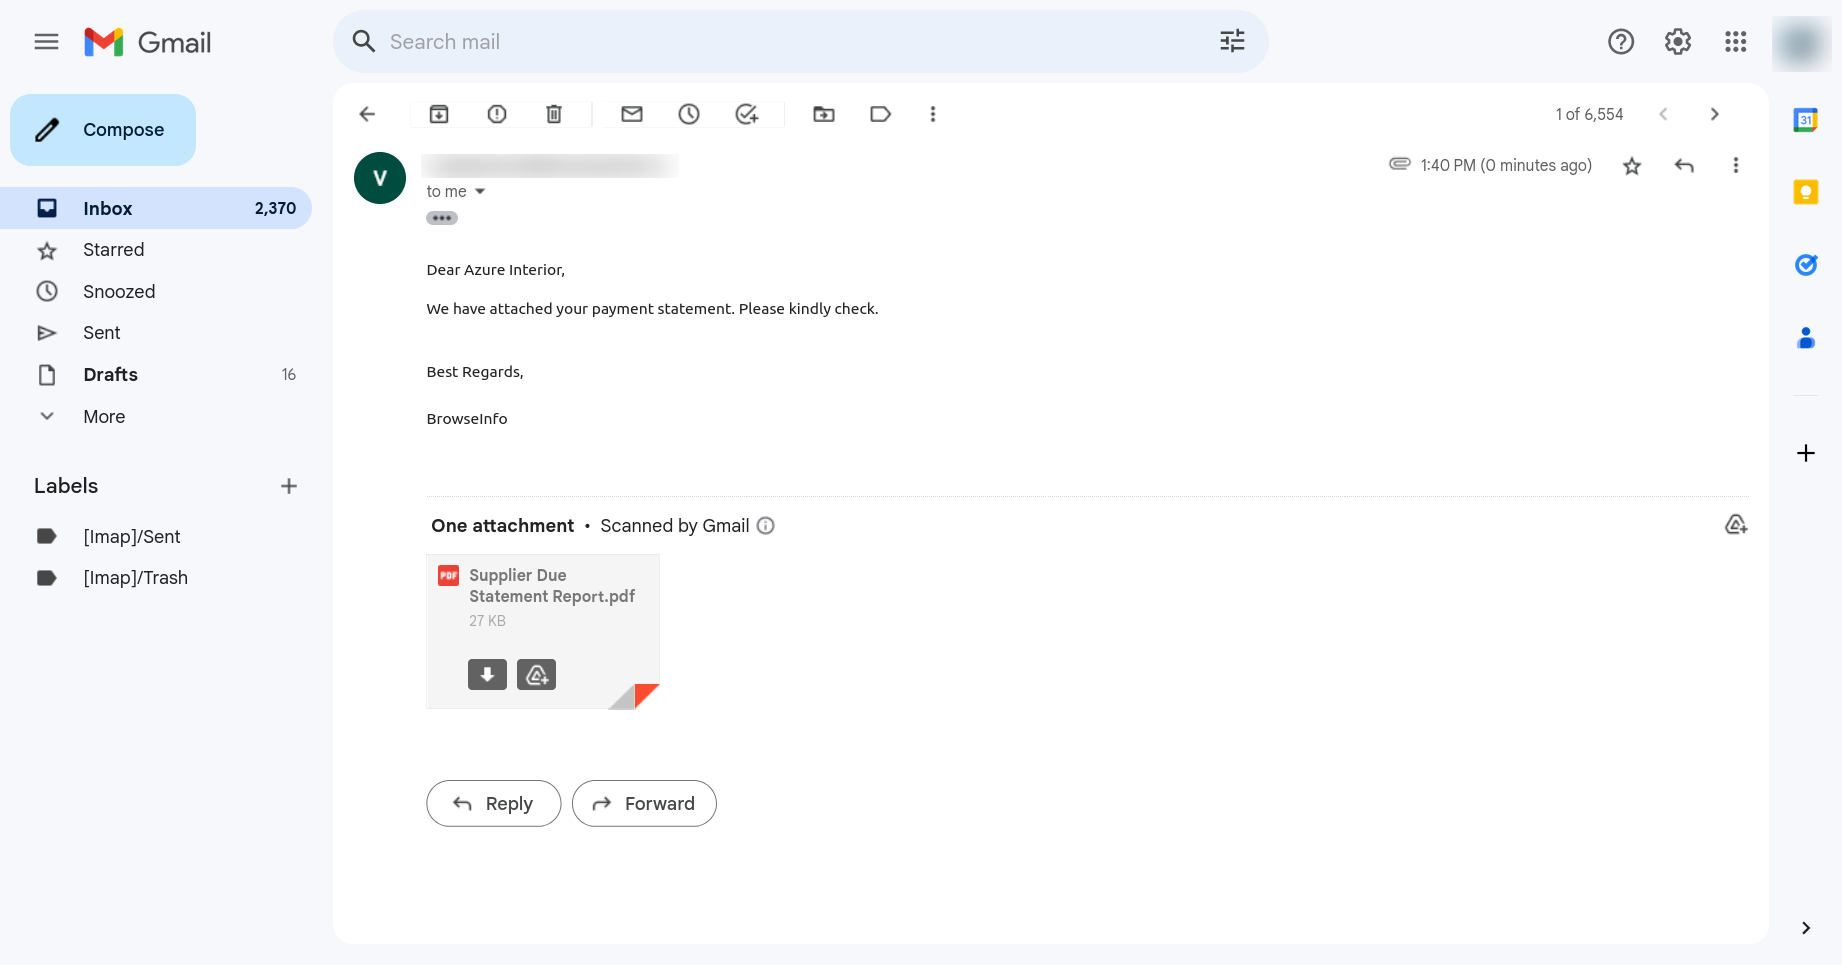 Gmail
Search mail
Compose
1 of 6,554
V
1:40 PM (0 minutes ago)
to me
Inbox 2,370
Starred
Snoozed
Sent
Drafts 16
More
Labels
[Imap]/Sent
[Imap]/Trash
Dear Azure Interior,
We have attached your payment statement. Please kindly check.
Best Regards,
BrowseInfo
One attachment • Scanned by Gmail
PDF
Supplier Due
Statement Report.pdf
27 KB
Reply
Forward
31